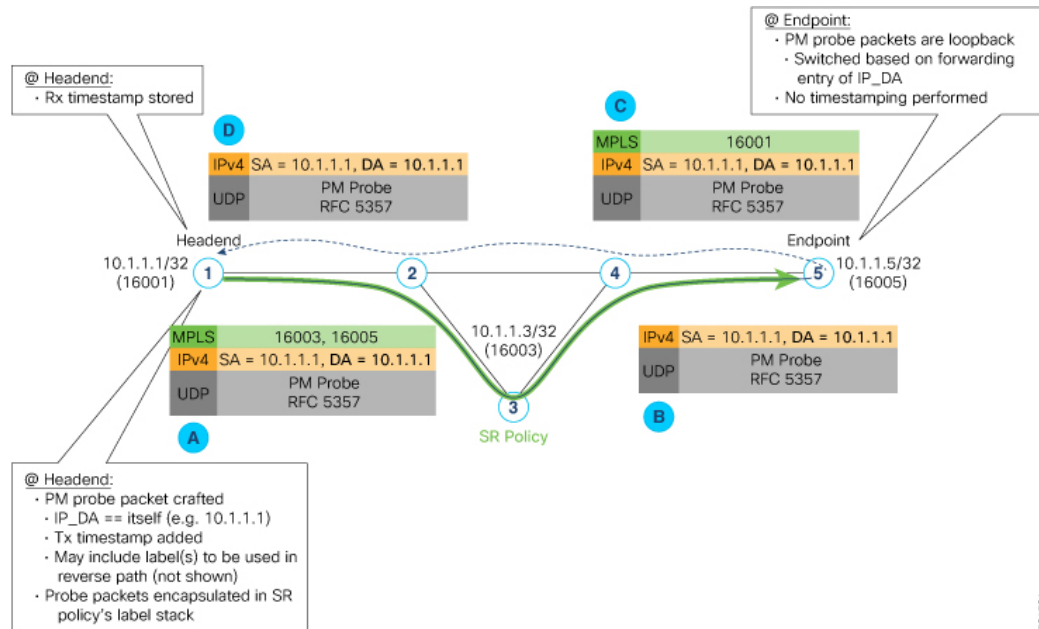 @ Headend:
· Rx timestamp stored
@ Endpoint:
· PM probe packets are loopback
· Switched based on forwarding
entry of IP_DA
· No timestamping performed
D
IPv4 SA = 10.1.1.1, DA = 10.1.1.1
UDP
PM Probe
RFC 5357
C
MPLS 16001
IPv4 SA = 10.1.1.1, DA = 10.1.1.1
UDP
PM Probe
RFC 5357
Headend
10.1.1.1/32
(16001)
1
2
4
Endpoint
5
10.1.1.5/32
(16005)
10.1.1.3/32
(16003)
3
SR Policy
MPLS 16003, 16005
IPv4 SA = 10.1.1.1, DA = 10.1.1.1
UDP
PM Probe
RFC 5357
A
IPv4 SA = 10.1.1.1, DA = 10.1.1.1
UDP
PM Probe
RFC 5357
B
@ Headend:
· PM probe packet crafted
· IP_DA == itself (e.g. 10.1.1.1)
· Tx timestamp added
· May include label(s) to be used in
reverse path (not shown)
· Probe packets encapsulated in SR
policy's label stack